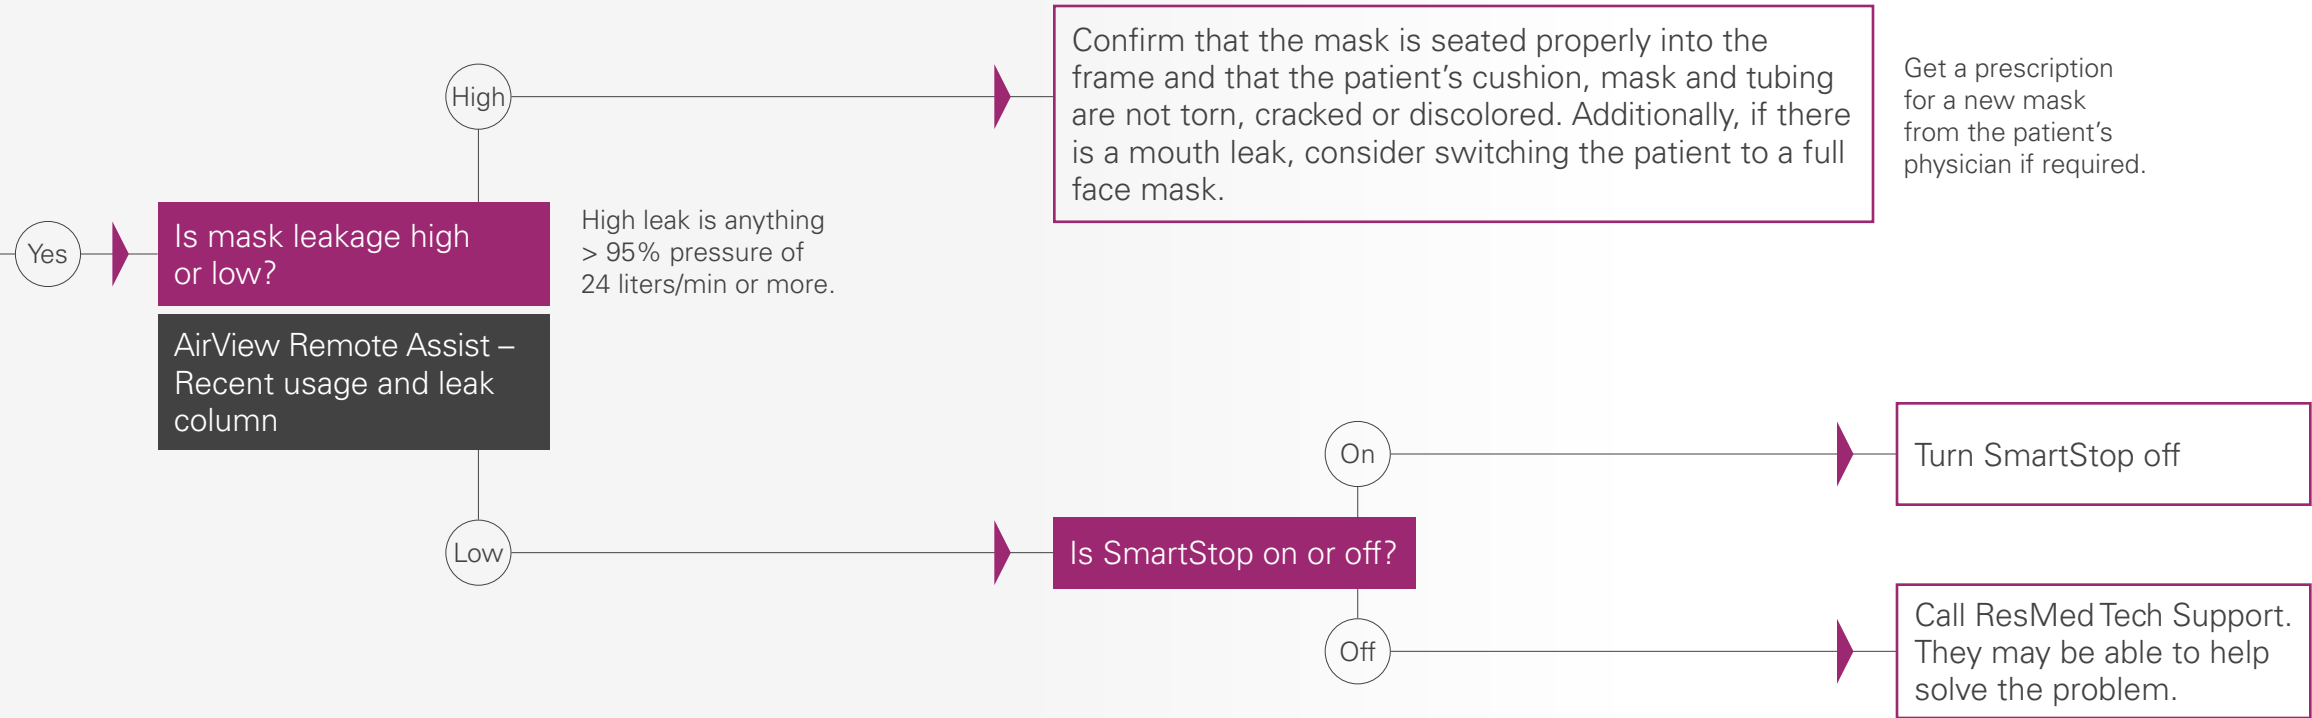 High
Confirm that the mask is seated properly into the
frame and that the patient's cushion, mask and tubing
are not torn, cracked or discolored. Additionally, if there
is a mouth leak, consider switching the patient to a full
face mask.
Get a prescription
for a new mask
from the patient's
physician if required.
Yes
Is mask leakage high
or low?
High leak is anything
> 95% pressure of
24 liters/min or more.
AirView Remote Assist –
Recent usage and leak
column
Low
Is SmartStop on or off?
On
Turn SmartStop off
Off
Call ResMed Tech Support.
They may be able to help
solve the problem.